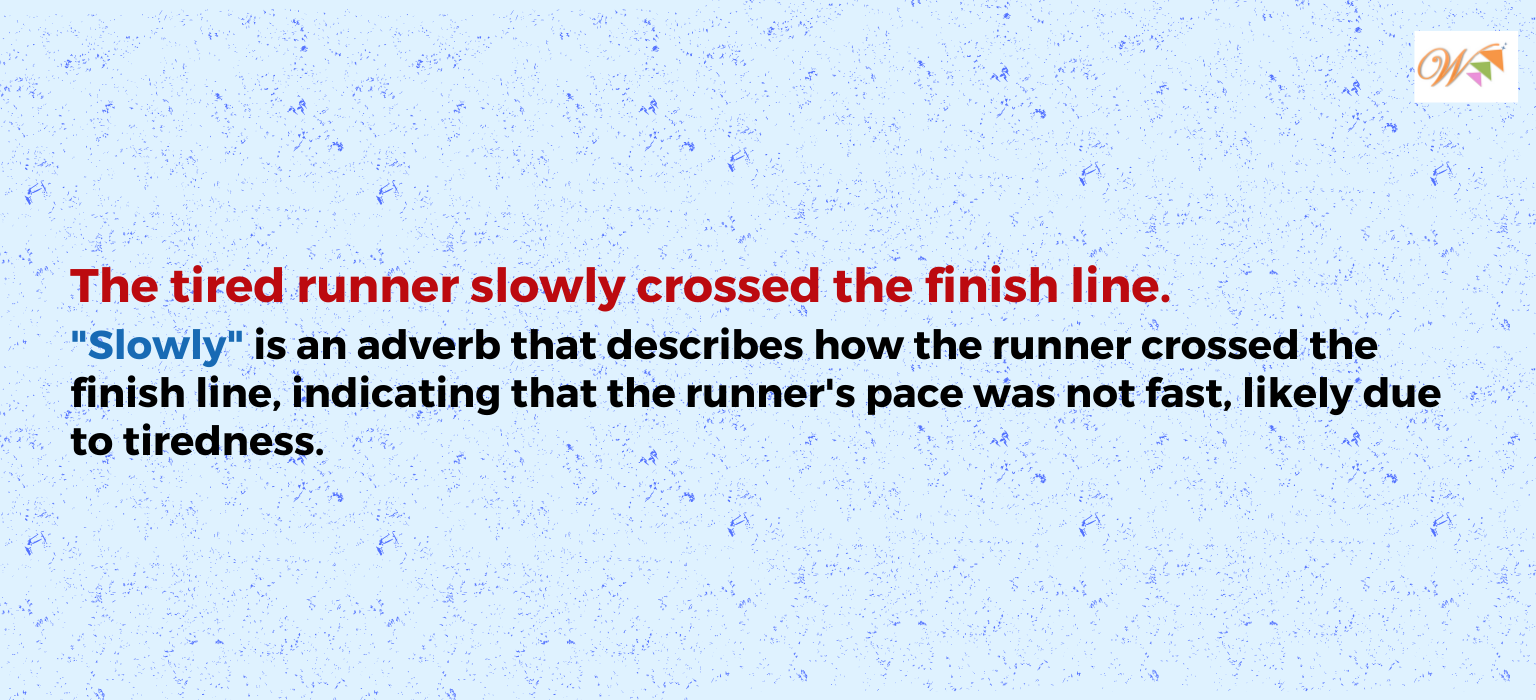 W
The tired runner slowly crossed the finish line.
"Slowly" is an adverb that describes how the runner crossed the
finish line, indicating that the runner's pace was not fast, likely due
to tiredness.